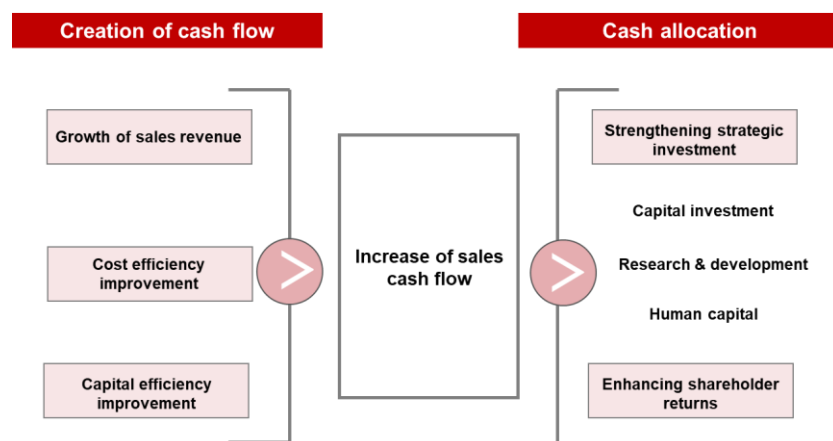 Creation of cash flow
Cash allocation
Growth of sales revenue
Cost efficiency
improvement
Capital efficiency
improvement
Increase of sales
cash flow
Strengthening strategic
investment
Capital investment
Research & development
Human capital
Enhancing shareholder
returns